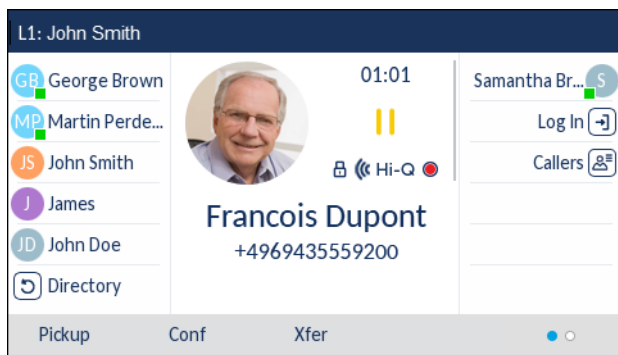 L1: John Smith
GB George Brown
MP Martin Perde...
JS John Smith
J James
JD John Doe
Directory
01:01
Hi-Q
Francois Dupont
+4969435559200
Samantha Br... S
Log In
Callers
Pickup Conf Xfer